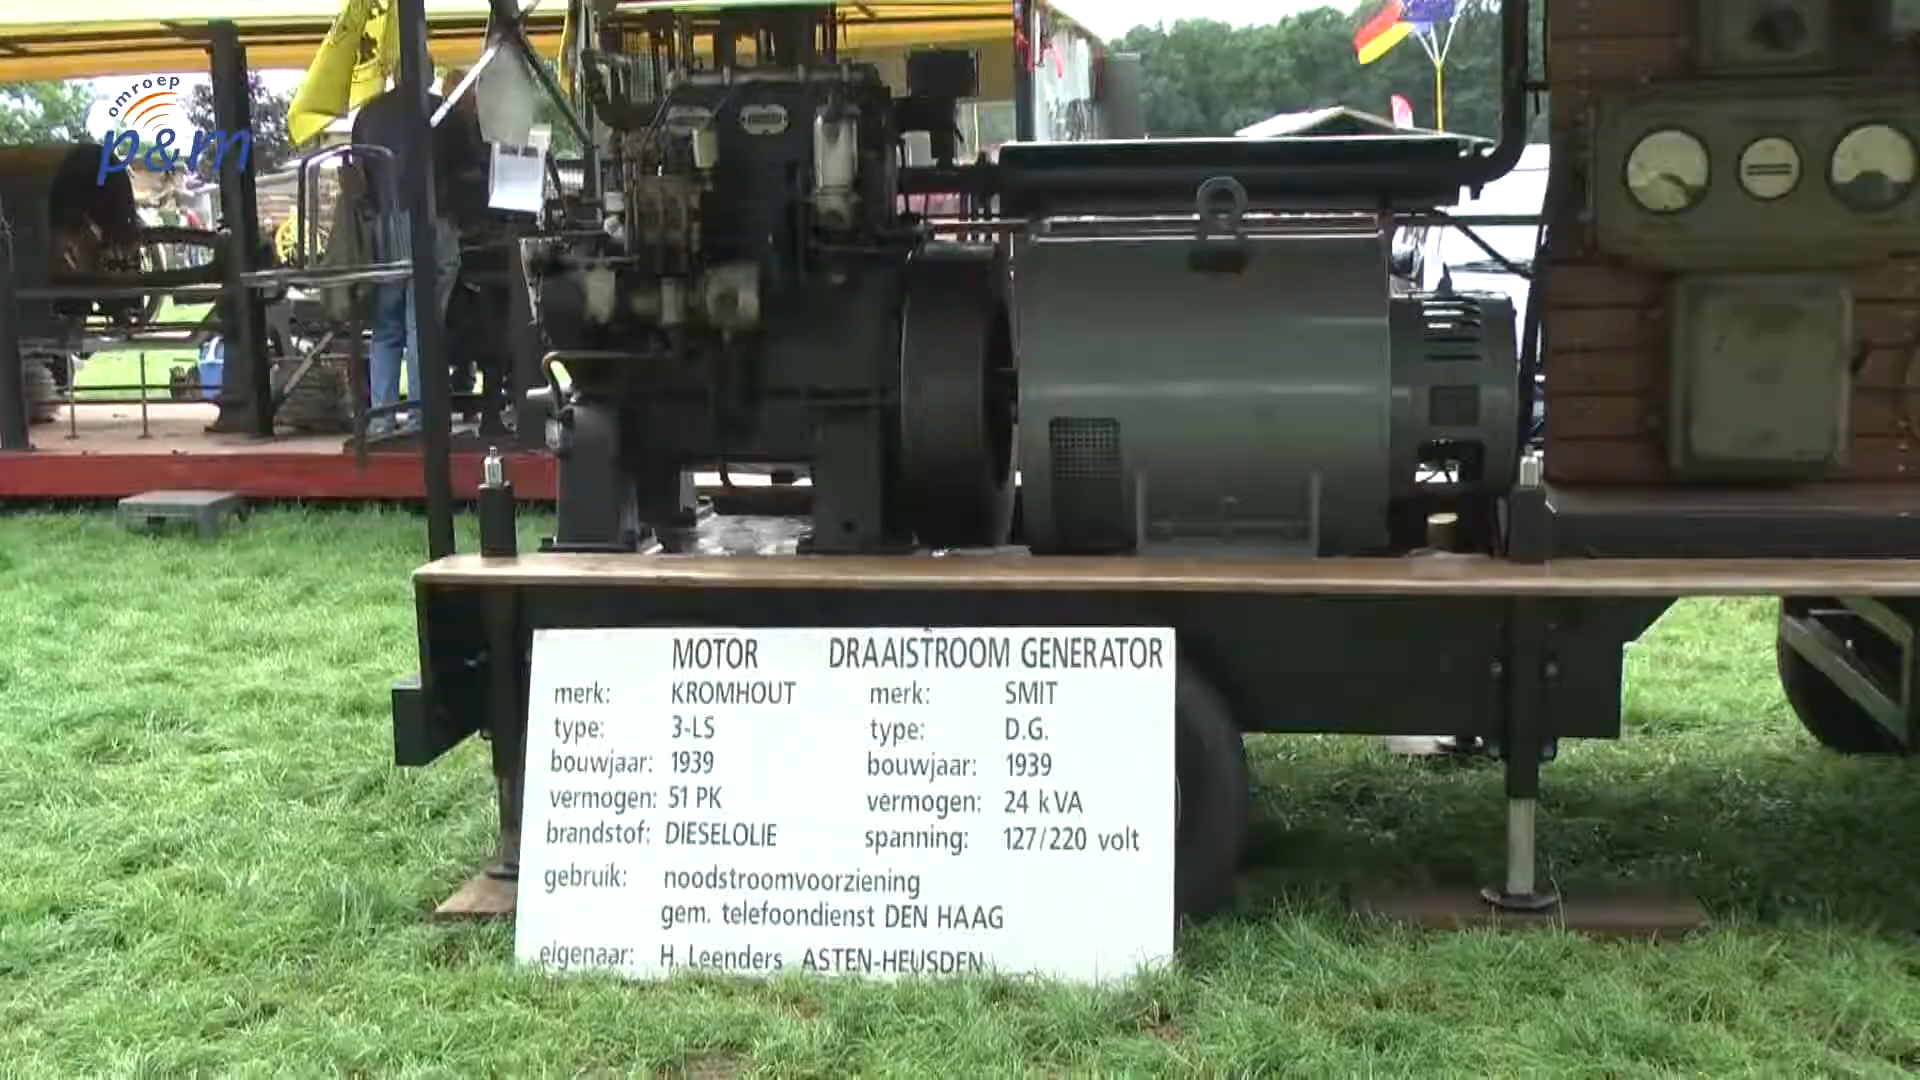 omroep
p&m
MOTOR DRAAISTROOM GENERATOR
merk: KROMHOUT merk: SMIT
type: 3-LS type: D.G.
bouwjaar: 1939 bouwjaar: 1939
vermogen: 51 PK vermogen: 24 kVA
brandstof: DIESELOLIE spanning: 127/220 volt
gebruik: noodstroomvoorziening
gem. telefoondienst DEN HAAG
eigenaar: H. Leenders ASTEN-HEUSDEN